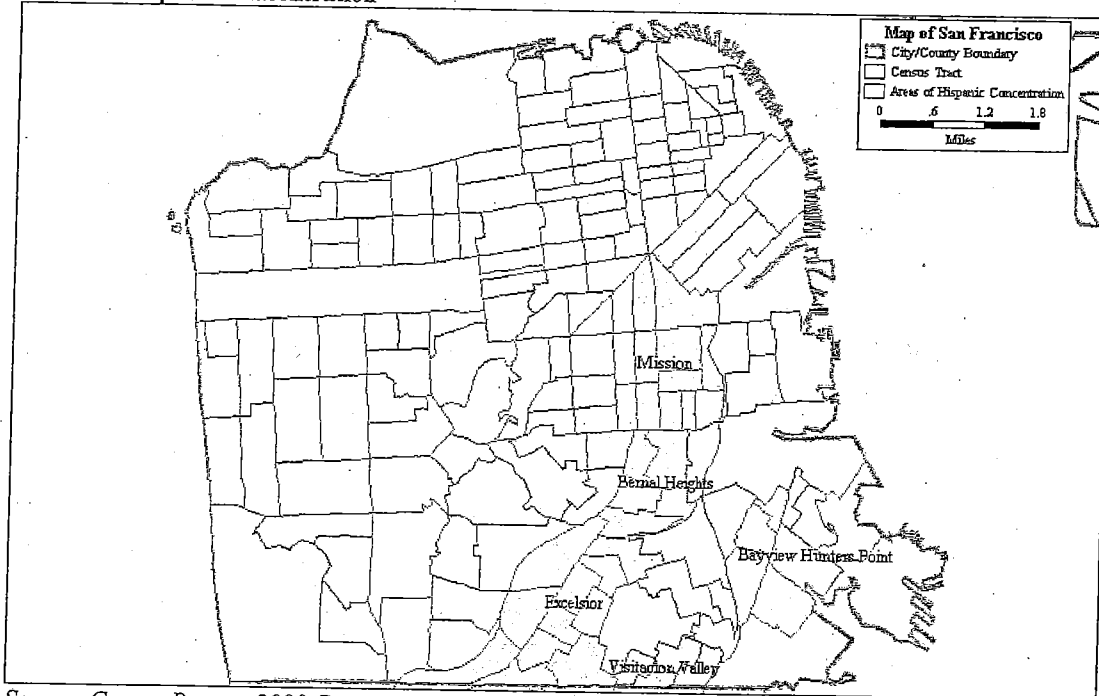 Map of San Francisco
City/County Boundary
Census Tract
Areas of Hispanic Concentration
0 .6 1.2 1.8
Miles
Mission
Bernal Heights
Bayview Hunters Point
Excelsior
Visitacion Valley